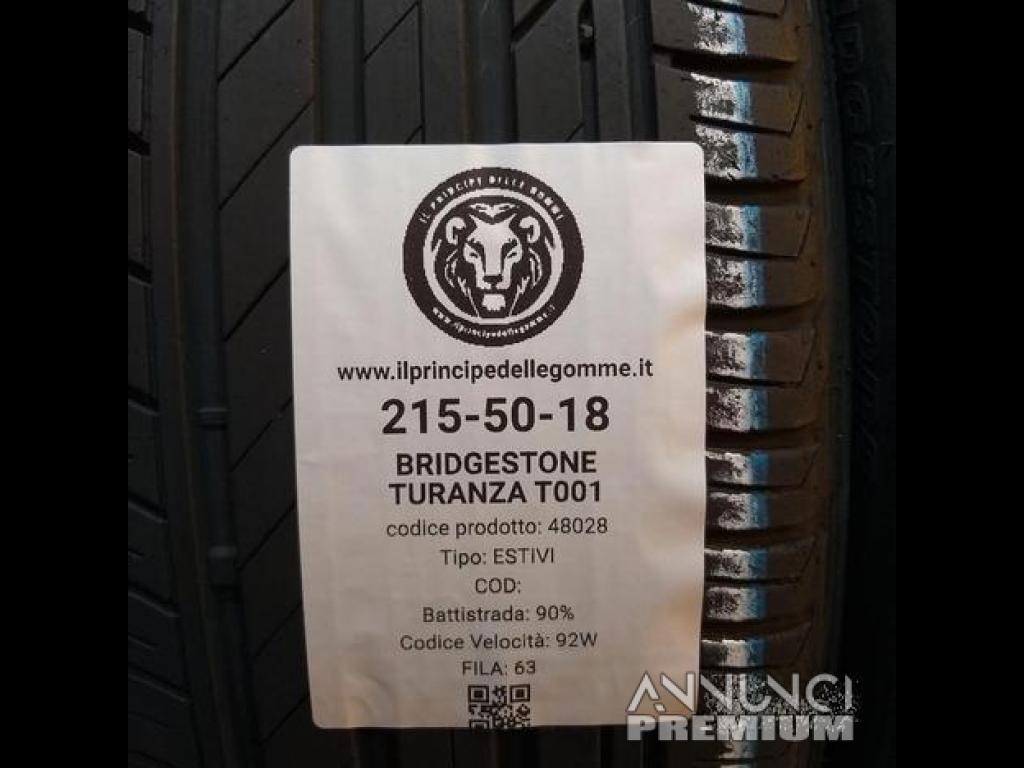 IL PRINCIPE DELLE GOMME
www.ilprincipedellegomme.it
www.ilprincipedellegomme.it
215-50-18
BRIDGESTONE
TURANZA T001
codice prodotto: 48028
Tipo: ESTIVI
COD:
Battistrada: 90%
Codice Velocità: 92W
FILA: 63
ANNUNCI
PREMIUM